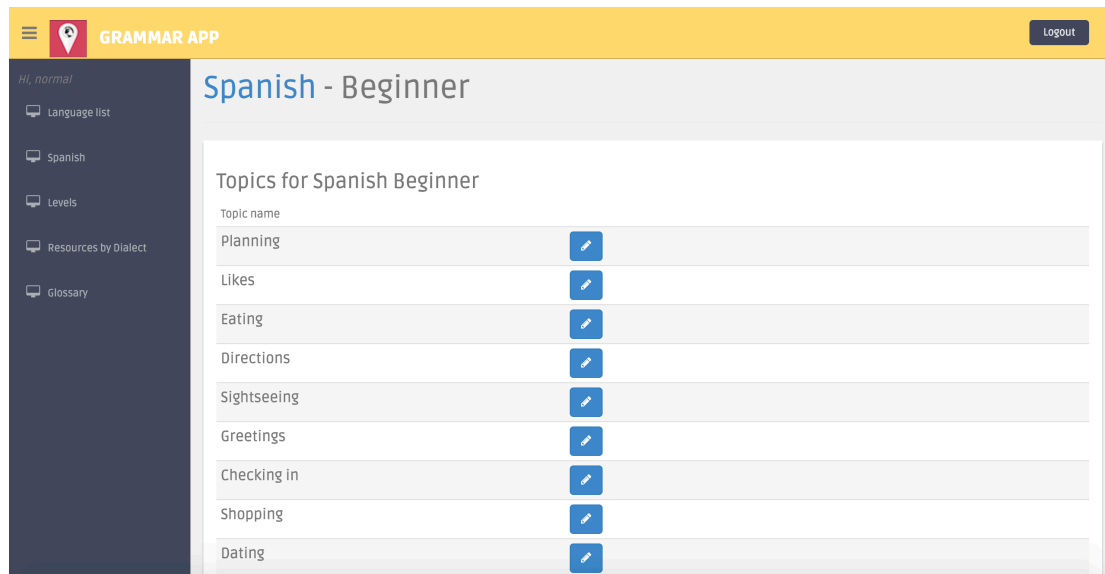 GRAMMAR APP
Logout
Hi, normal
Language list
Spanish
Levels
Resources by Dialect
Glossary
Spanish - Beginner
Topics for Spanish Beginner
Topic name
Planning
Likes
Eating
Directions
Sightseeing
Greetings
Checking in
Shopping
Dating